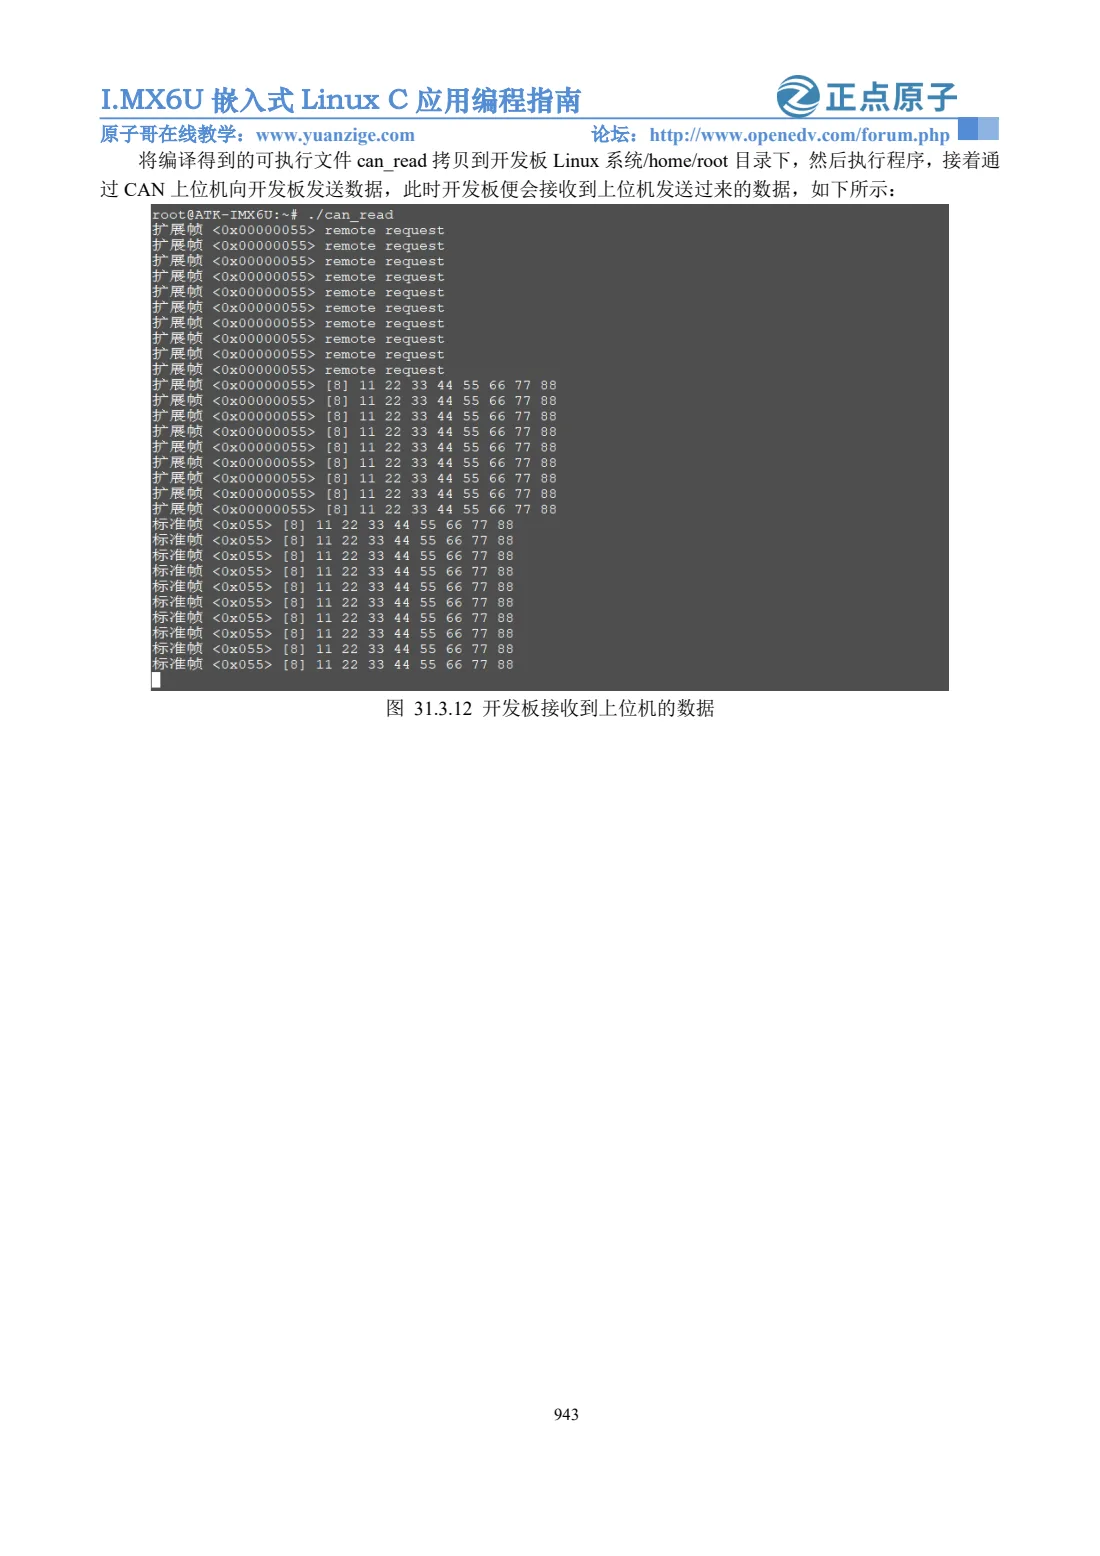 I.MX6U 嵌入式 Linux C 应用编程指南
正点原子
原子哥在线教学：www.yuanzige.com
论坛：http://www.openedv.com/forum.php
将编译得到的可执行文件 can_read 拷贝到开发板 Linux 系统/home/root 目录下，然后执行程序，接着通
过 CAN 上位机向开发板发送数据，此时开发板便会接收到上位机发送过来的数据，如下所示：
root@ATK-IMX6U:~# ./can_read
扩展帧 <0x00000055> remote request
扩展帧 <0x00000055> remote request
扩展帧 <0x00000055> remote request
扩展帧 <0x00000055> remote request
扩展帧 <0x00000055> remote request
扩展帧 <0x00000055> remote request
扩展帧 <0x00000055> remote request
扩展帧 <0x00000055> remote request
扩展帧 <0x00000055> remote request
扩展帧 <0x00000055> remote request
扩展帧 <0x00000055> [8] 11 22 33 44 55 66 77 88
扩展帧 <0x00000055> [8] 11 22 33 44 55 66 77 88
扩展帧 <0x00000055> [8] 11 22 33 44 55 66 77 88
扩展帧 <0x00000055> [8] 11 22 33 44 55 66 77 88
扩展帧 <0x00000055> [8] 11 22 33 44 55 66 77 88
扩展帧 <0x00000055> [8] 11 22 33 44 55 66 77 88
扩展帧 <0x00000055> [8] 11 22 33 44 55 66 77 88
扩展帧 <0x00000055> [8] 11 22 33 44 55 66 77 88
扩展帧 <0x00000055> [8] 11 22 33 44 55 66 77 88
标准帧 <0x055> [8] 11 22 33 44 55 66 77 88
标准帧 <0x055> [8] 11 22 33 44 55 66 77 88
标准帧 <0x055> [8] 11 22 33 44 55 66 77 88
标准帧 <0x055> [8] 11 22 33 44 55 66 77 88
标准帧 <0x055> [8] 11 22 33 44 55 66 77 88
标准帧 <0x055> [8] 11 22 33 44 55 66 77 88
标准帧 <0x055> [8] 11 22 33 44 55 66 77 88
标准帧 <0x055> [8] 11 22 33 44 55 66 77 88
标准帧 <0x055> [8] 11 22 33 44 55 66 77 88
标准帧 <0x055> [8] 11 22 33 44 55 66 77 88
图 31.3.12 开发板接收到上位机的数据
943